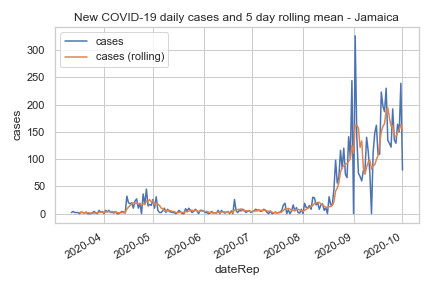 New COVID-19 daily cases and 5 day rolling mean - Jamaica
cases
cases (rolling)
300
250
200
150
100
50
0
cases
2020-04
2020-05
2020-06
2020-07
2020-08
2020-09
2020-10
dateRep